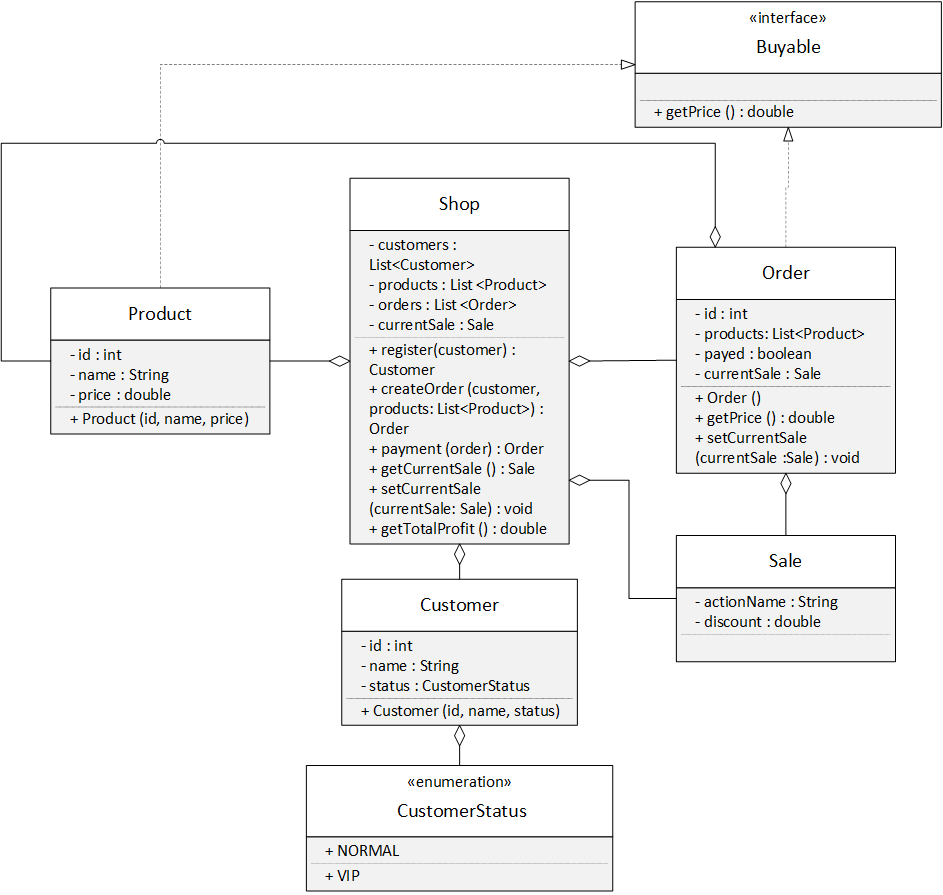 «interface»
Buyable
+ getPrice () : double
Shop
- customers :
List<Customer>
- products : List <Product>
- orders : List <Order>
- currentSale : Sale
+ register(customer) :
Customer
+ createOrder (customer,
products: List<Product>) :
Order
+ payment (order) : Order
+ getCurrentSale () : Sale
+ setCurrentSale
(currentSale: Sale) : void
+ getTotalProfit () : double
Order
- id : int
- products: List<Product>
- payed : boolean
- currentSale : Sale
+ Order ()
+ getPrice () : double
+ setCurrentSale
(currentSale :Sale) : void
Product
- id : int
- name : String
- price : double
+ Product (id, name, price)
Sale
- actionName : String
- discount : double
Customer
- id : int
- name : String
- status : CustomerStatus
+ Customer (id, name, status)
«enumeration»
CustomerStatus
+ NORMAL
+ VIP